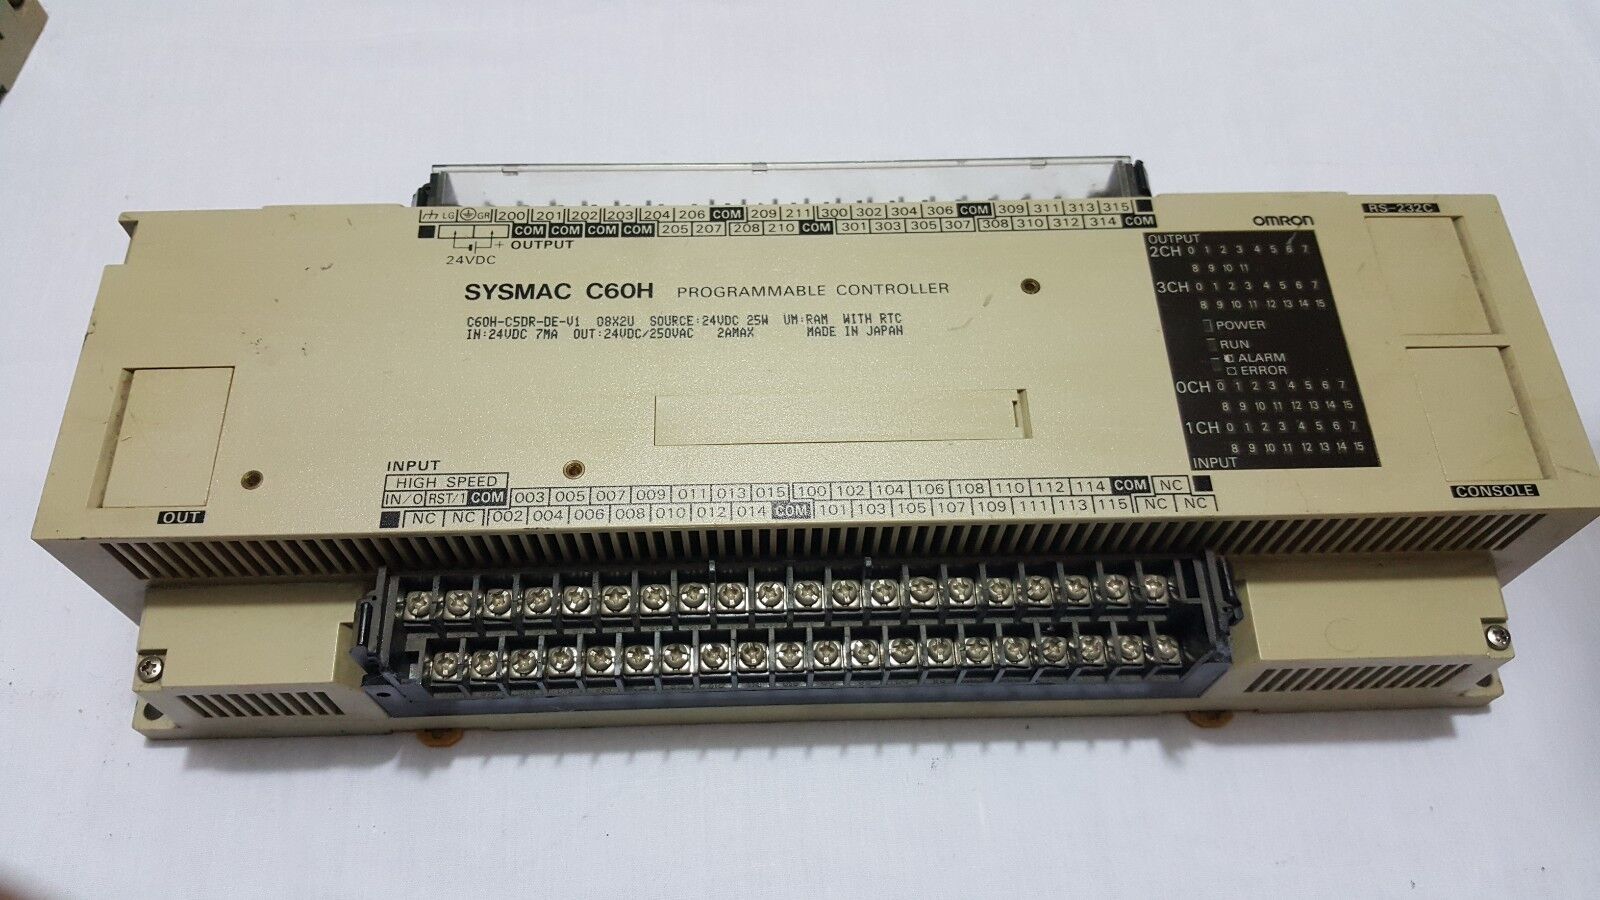 LG GR 200 201 202 203 204 206 COM 209 211 300 302 304 306 COM 309 311 313 315
COM COM COM COM 205 207 208 210 COM 301 303 305 307 308 310 312 314 COM
+ OUTPUT
24VDC
SYSMAC C60H PROGRAMMABLE CONTROLLER
C60H-C5DR-DE-V1 08X2U SOURCE:24VDC 25W UM:RAM WITH RTC
IN:24VDC 7MA OUT:24VDC/250VAC 2AMAX MADE IN JAPAN
OMRON
RS-232C
OUTPUT
2CH 0 1 2 3 4 5 6 7
8 9 10 11
3CH 0 1 2 3 4 5 6 7
8 9 10 11 12 13 14 15
POWER
RUN
ALARM
ERROR
0CH 0 1 2 3 4 5 6 7
8 9 10 11 12 13 14 15
1CH 0 1 2 3 4 5 6 7
8 9 10 11 12 13 14 15
INPUT
CONSOLE
OUT
INPUT
HIGH SPEED
IN/0 RST/1 COM 003 005 007 009 011 013 015 100 102 104 106 108 110 112 114 COM NC
NC NC 002 004 006 008 010 012 014 COM 101 103 105 107 109 111 113 115 NC NC